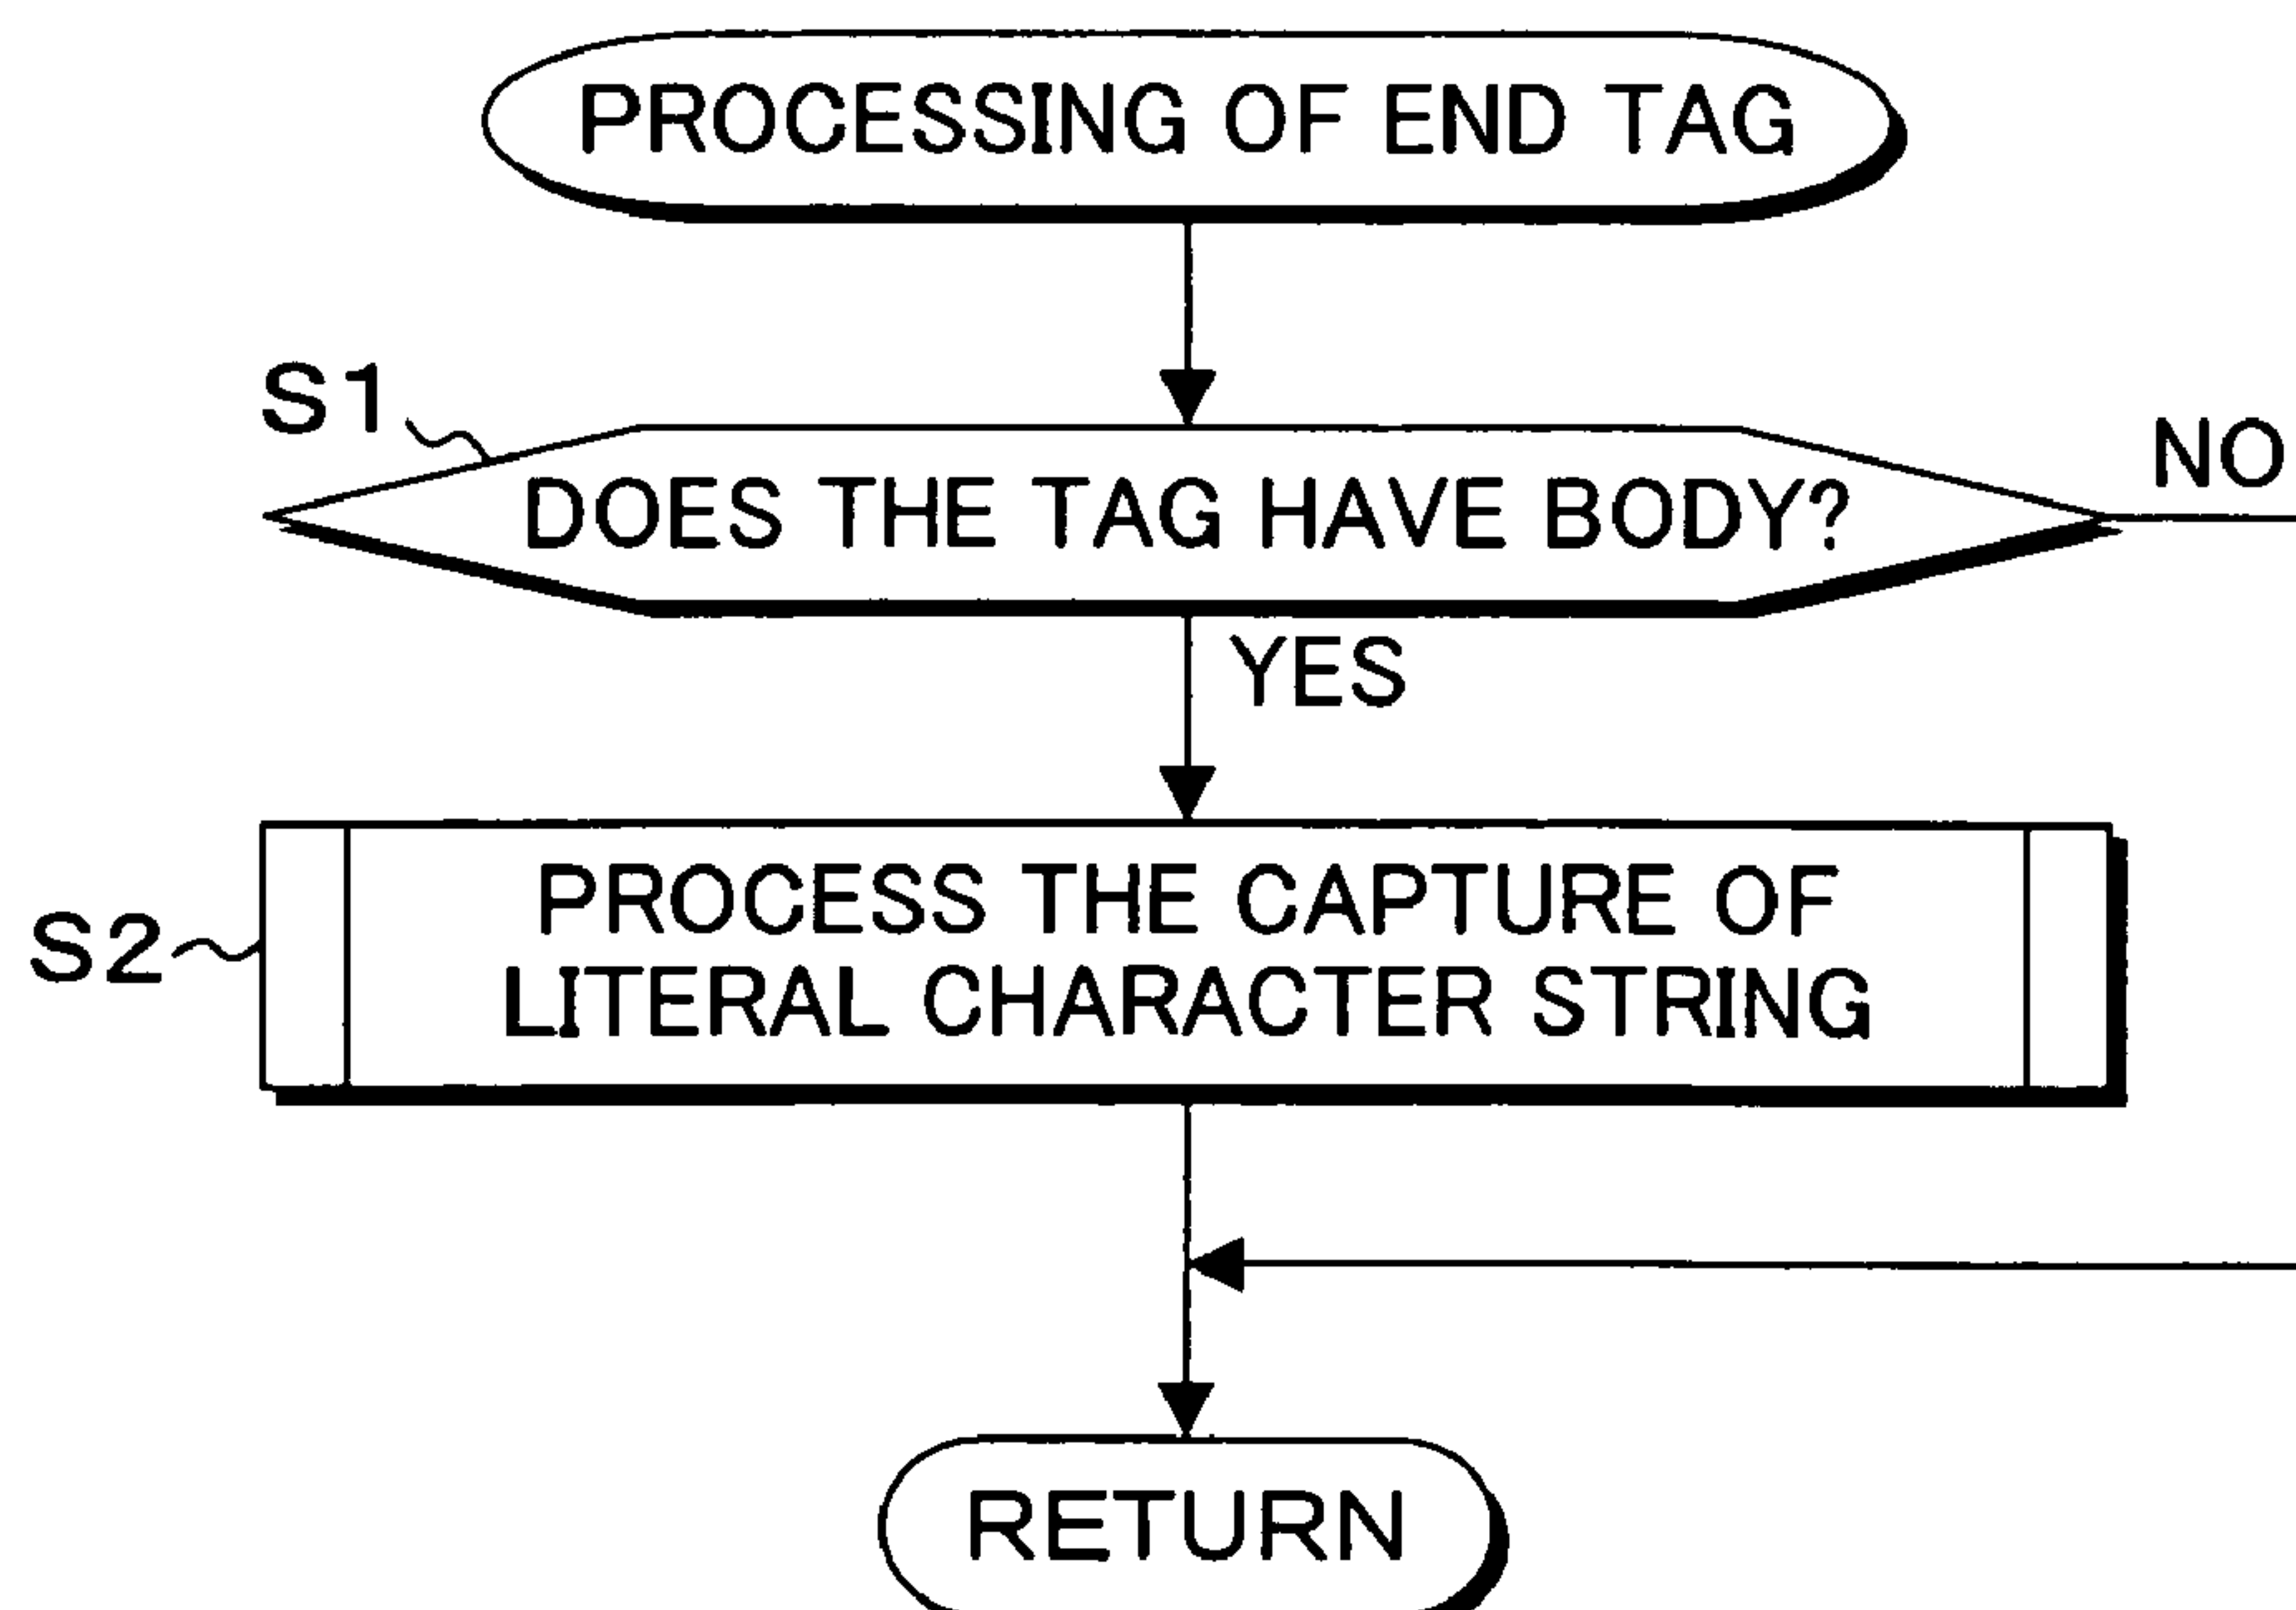 PROCESSING OF END TAG
S1
DOES THE TAG HAVE BODY?
NO
YES
S2
PROCESS THE CAPTURE OF
LITERAL CHARACTER STRING
RETURN